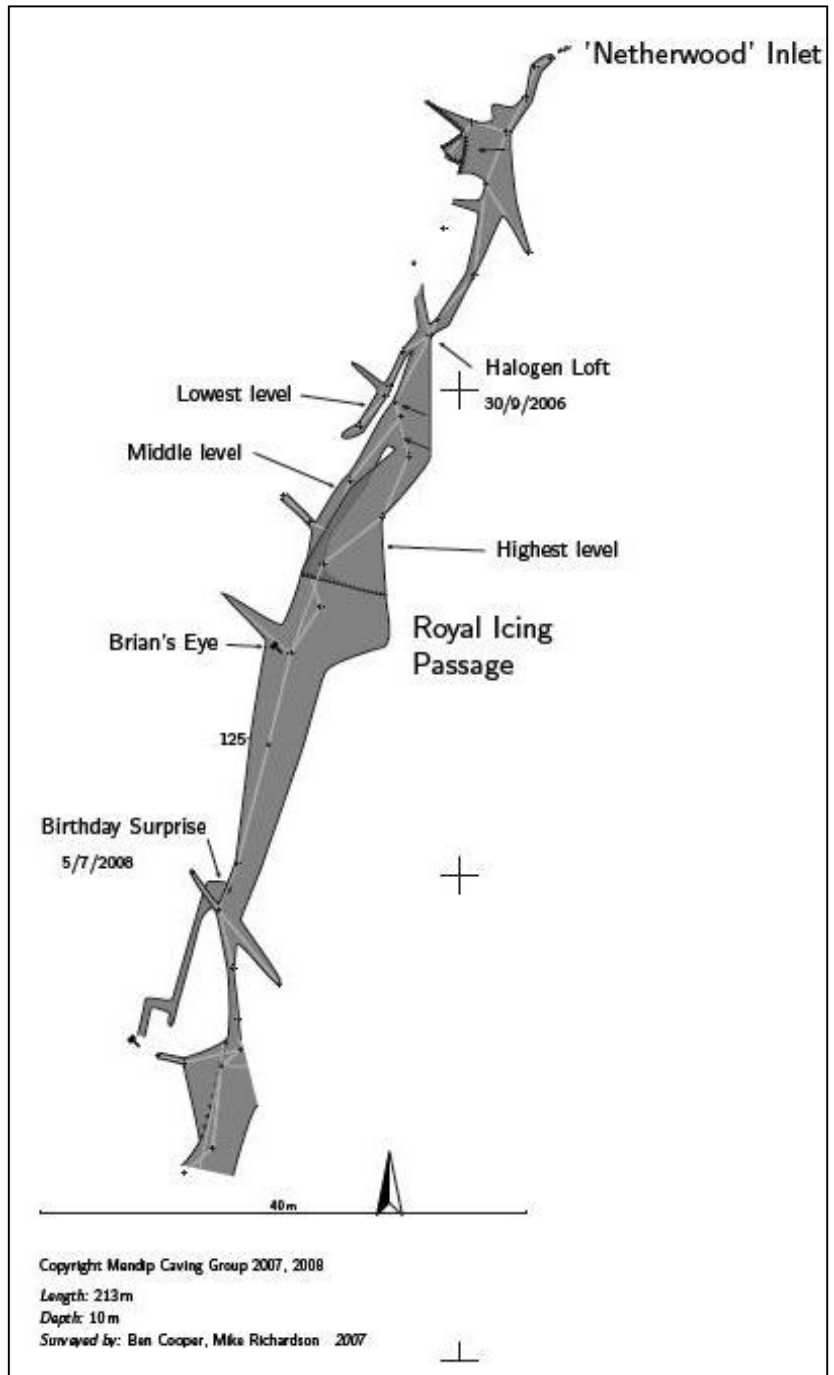 'Netherwood' Inlet
Halogen Loft
30/9/2006
Lowest level
Middle level
Highest level
Royal Icing
Passage
Brian's Eye
125
Birthday Surprise
5/7/2008
40m
Copyright Mendip Caving Group 2007, 2008
Length: 213m
Depth: 10m
Surveyed by: Ben Cooper, Mike Richardson 2007